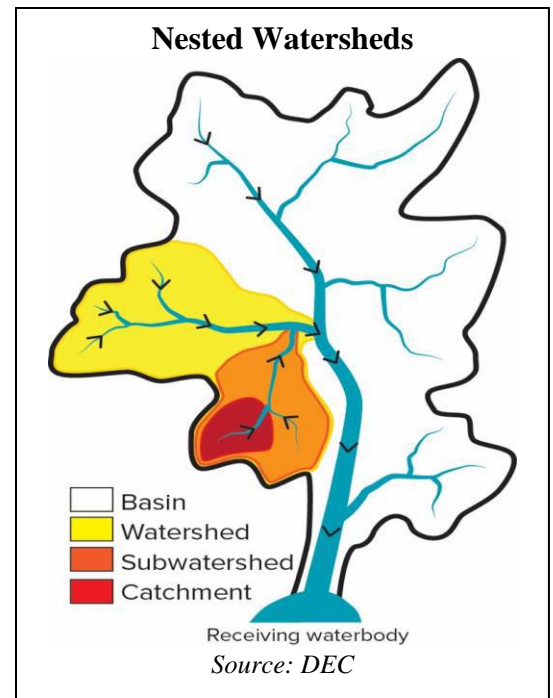 Nested Watersheds
Basin
Watershed
Subwatershed
Catchment
Receiving waterbody
Source: DEC